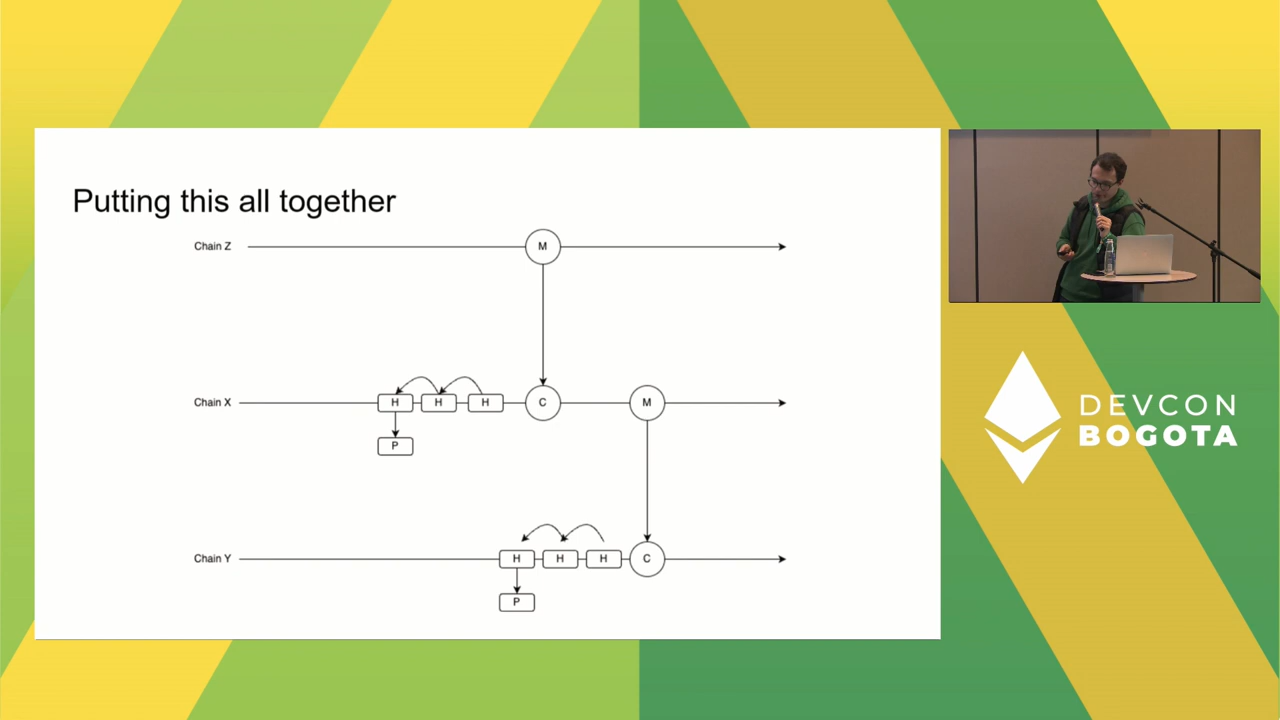 Putting this all together
Chain Z
M
Chain X
H
H
H
C
M
P
Chain Y
H
H
H
C
P
DEVCON
BOGOTA